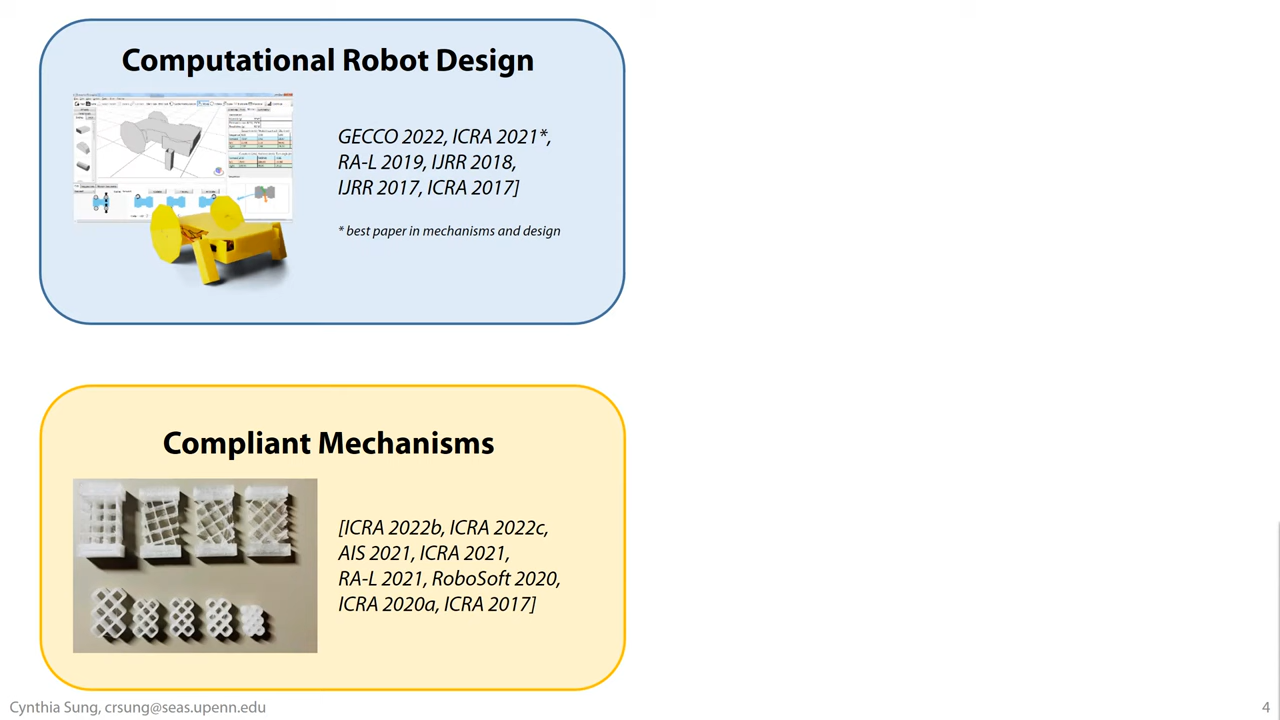 Computational Robot Design
GECCO 2022, ICRA 2021*,
RA-L 2019, IJRR 2018,
IJRR 2017, ICRA 2017]
* best paper in mechanisms and design
Compliant Mechanisms
[ICRA 2022b, ICRA 2022c,
AIS 2021, ICRA 2021,
RA-L 2021, RoboSoft 2020,
ICRA 2020a, ICRA 2017]
Cynthia Sung, crsung@seas.upenn.edu
4